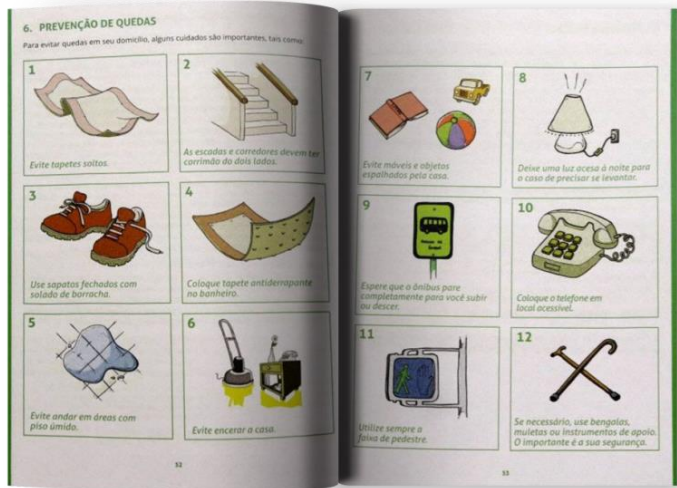 6. PREVENÇÃO DE QUEDAS
Para evitar quedas em seu domicílio, alguns cuidados são importantes, tais como:
1
Evite tapetes soltos.
2
As escadas e corredores devem ter
corrimão do dois lados.
3
Use sapatos fechados com
solado de borracha.
4
Coloque tapete antiderrapante
no banheiro.
5
Evite andar em áreas com
piso úmido.
6
Evite encerar a casa.
52
7
Evite móveis e objetos
espalhados pela casa.
8
Deixe uma luz acesa à noite para
o caso de precisar se levantar.
9
Espere que o ônibus pare
completamente para você subir
ou descer.
10
Coloque o telefone em
local acessível.
11
Utilize sempre a
faixa de pedestre.
12
Se necessário, use bengalas,
muletas ou instrumentos de apoio.
O importante é a sua segurança.
53